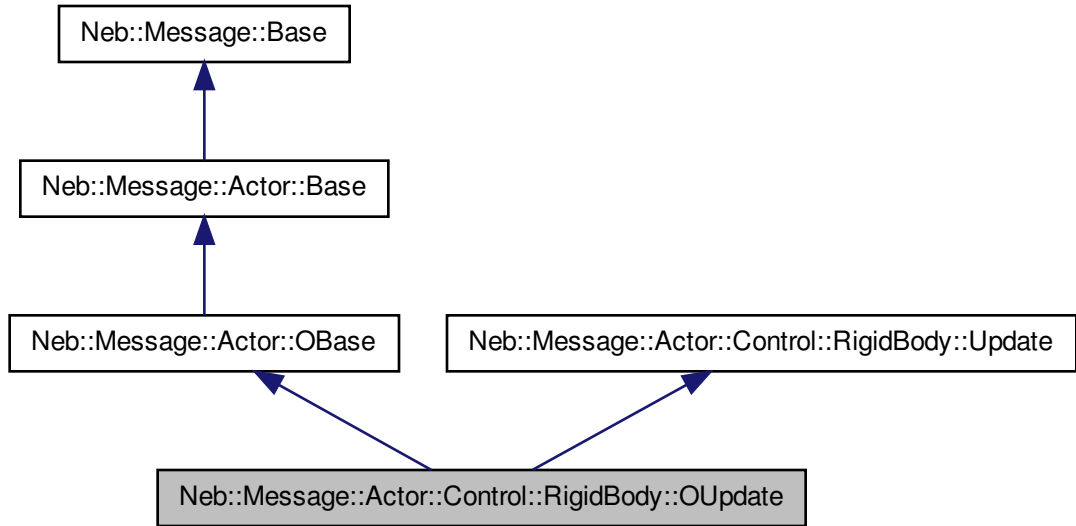 Neb::Message::Base
Neb::Message::Actor::Base
Neb::Message::Actor::OBase
Neb::Message::Actor::Control::RigidBody::Update
Neb::Message::Actor::Control::RigidBody::OUpdate